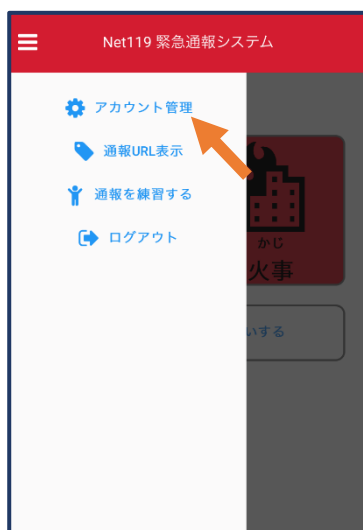 Net119 緊急通報システム
アカウント管理
通報URL表示
通報を練習する
ログアウト
かじ
火事
いする